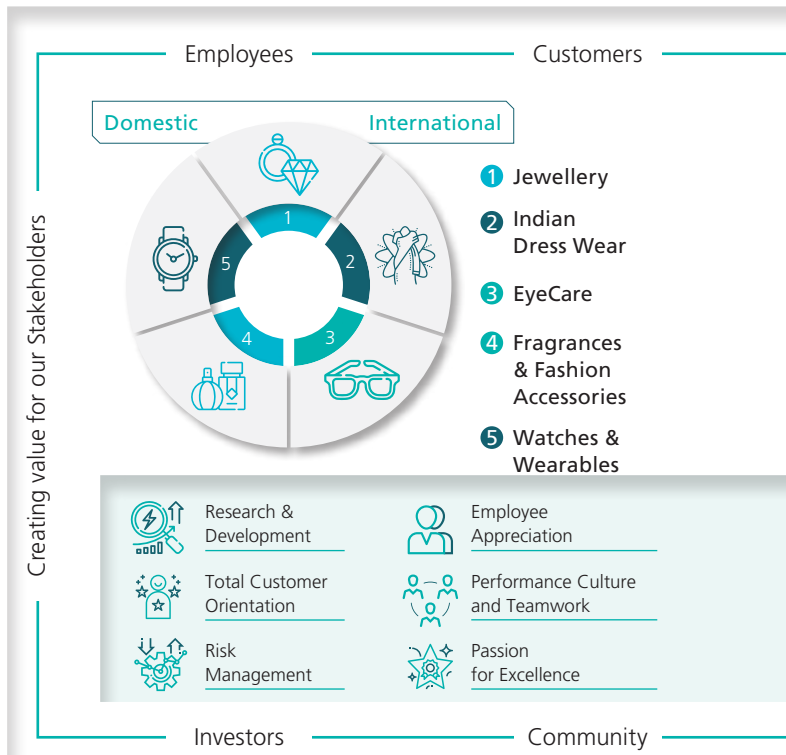 Employees
Customers
Creating value for our Stakeholders
Domestic
International
1
2
3
4
5
1 Jewellery
2 Indian
Dress Wear
3 EyeCare
4 Fragrances
& Fashion
Accessories
5 Watches &
Wearables
Research &
Development
Employee
Appreciation
Total Customer
Orientation
Performance Culture
and Teamwork
Risk
Management
Passion
for Excellence
Investors
Community